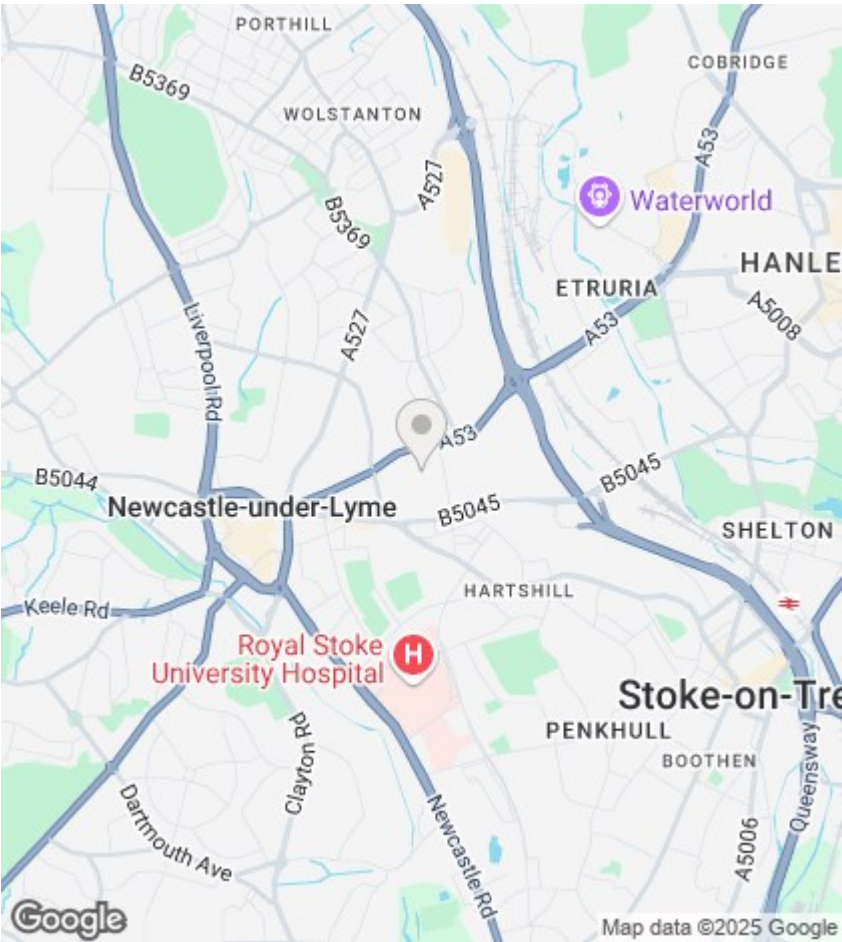 PORTHILL
COBRIDGE
B5369
WOLSTANTON
A53
A527
Waterworld
B5369
HANLE
ETRURIA
A5008
A53
A527
Liverpool Rd
A53
B5044
B5045
Newcastle-under-Lyme
B5045
SHELTON
HARTSHILL
Keele Rd
Royal Stoke
University Hospital
H
Stoke-on-Tre
PENKHULL
BOOTHEN
Queensway
Clayton Rd
Dartmouth Ave
Newcastle Rd
A5006
Google
Map data ©2025 Google